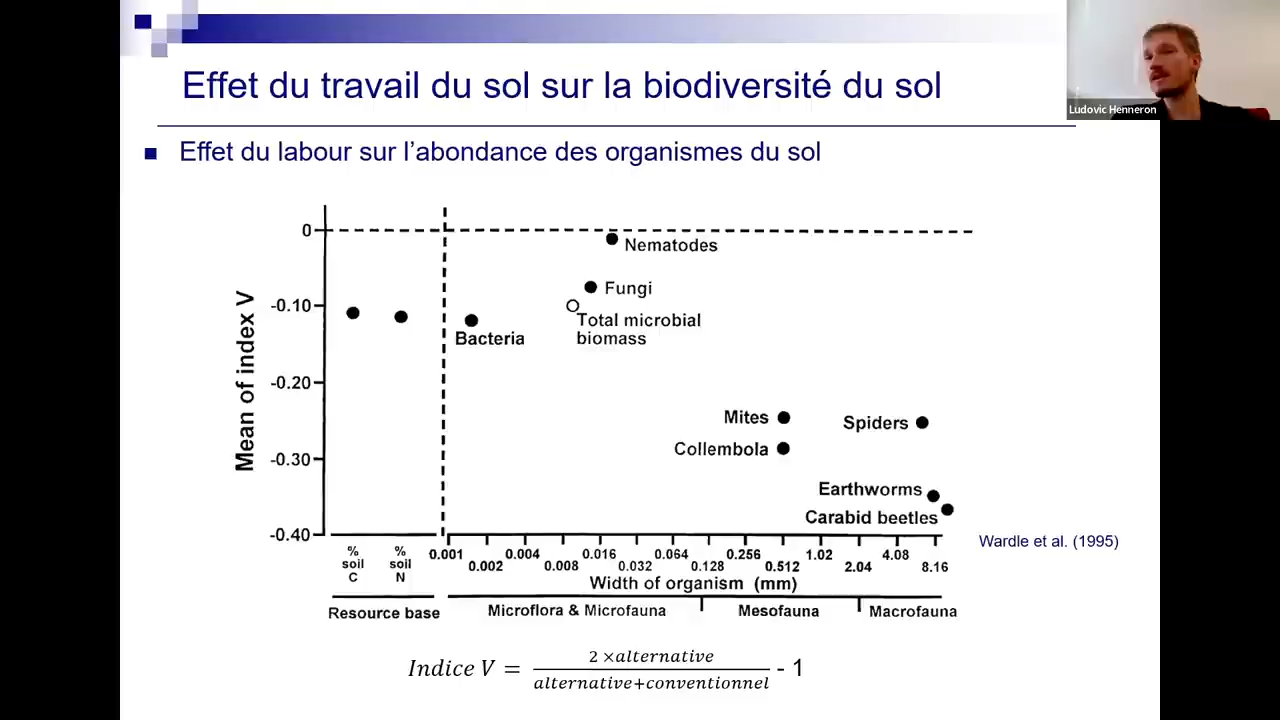 Effet du travail du sol sur la biodiversité du sol
Ludovic Henneron
Effet du labour sur l'abondance des organismes du sol
Mean of index V
0
-0.10
-0.20
-0.30
-0.40
Nematodes
Fungi
Total microbial
biomass
Bacteria
Mites
Collembola
Spiders
Earthworms
Carabid beetles
Wardle et al. (1995)
% soil C
% soil N
0.001 0.002 0.004 0.008 0.016 0.032 0.064 0.128 0.256 0.512 1.02 2.04 4.08 8.16
Width of organism (mm)
Resource base
Microflora & Microfauna
Mesofauna
Macrofauna
Indice V = 2 ×alternative / alternative+conventionnel - 1